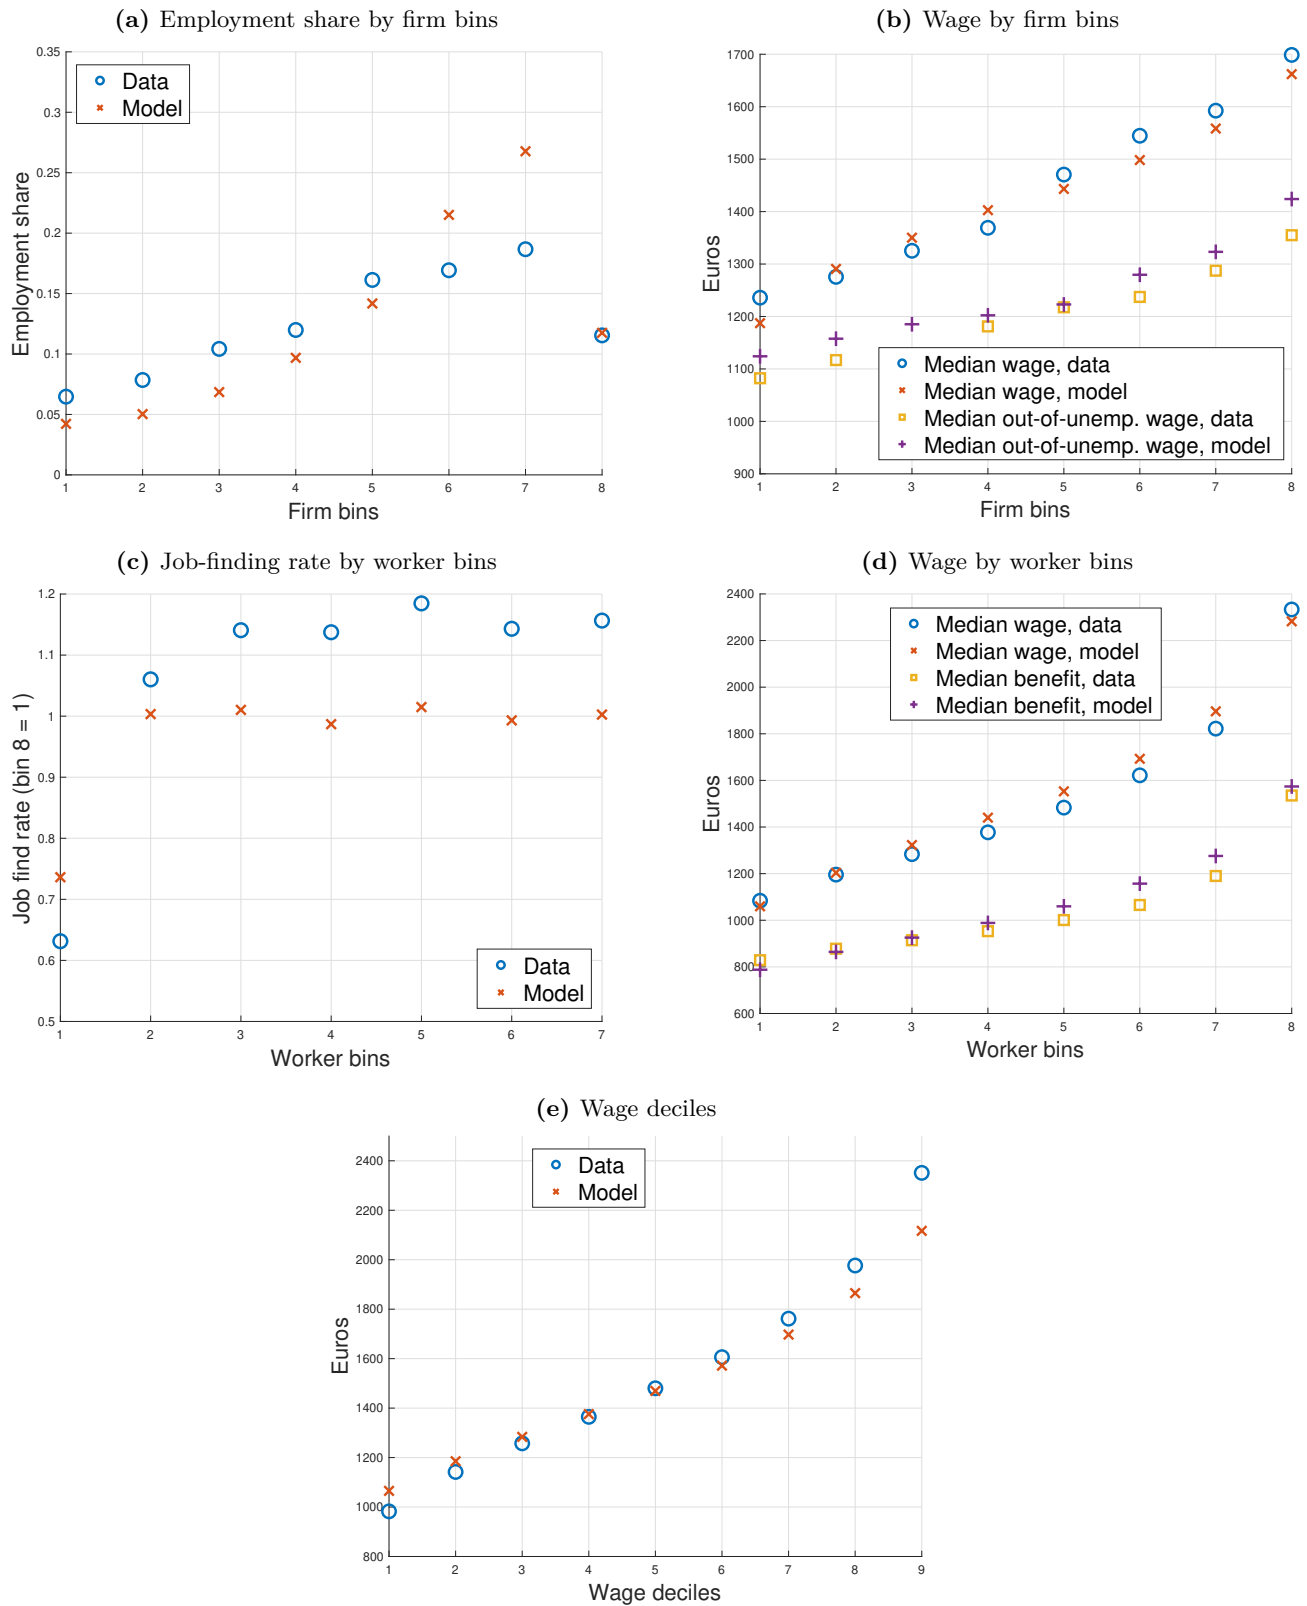 (a) Employment share by firm bins
0.35
0.3
0.25
0.2
0.15
0.1
0.05
0
Employment share
Data
Model
1 2 3 4 5 6 7 8
Firm bins
(b) Wage by firm bins
1700
1600
1500
1400
1300
1200
1100
1000
900
Euros
Median wage, data
Median wage, model
Median out-of-unemp. wage, data
Median out-of-unemp. wage, model
1 2 3 4 5 6 7 8
Firm bins
(c) Job-finding rate by worker bins
1.2
1.1
1
0.9
0.8
0.7
0.6
0.5
Job find rate (bin 8 = 1)
Data
Model
1 2 3 4 5 6 7
Worker bins
(d) Wage by worker bins
2400
2200
2000
1800
1600
1400
1200
1000
800
600
Euros
Median wage, data
Median wage, model
Median benefit, data
Median benefit, model
1 2 3 4 5 6 7 8
Worker bins
(e) Wage deciles
2400
2200
2000
1800
1600
1400
1200
1000
800
Euros
Data
Model
1 2 3 4 5 6 7 8 9
Wage deciles